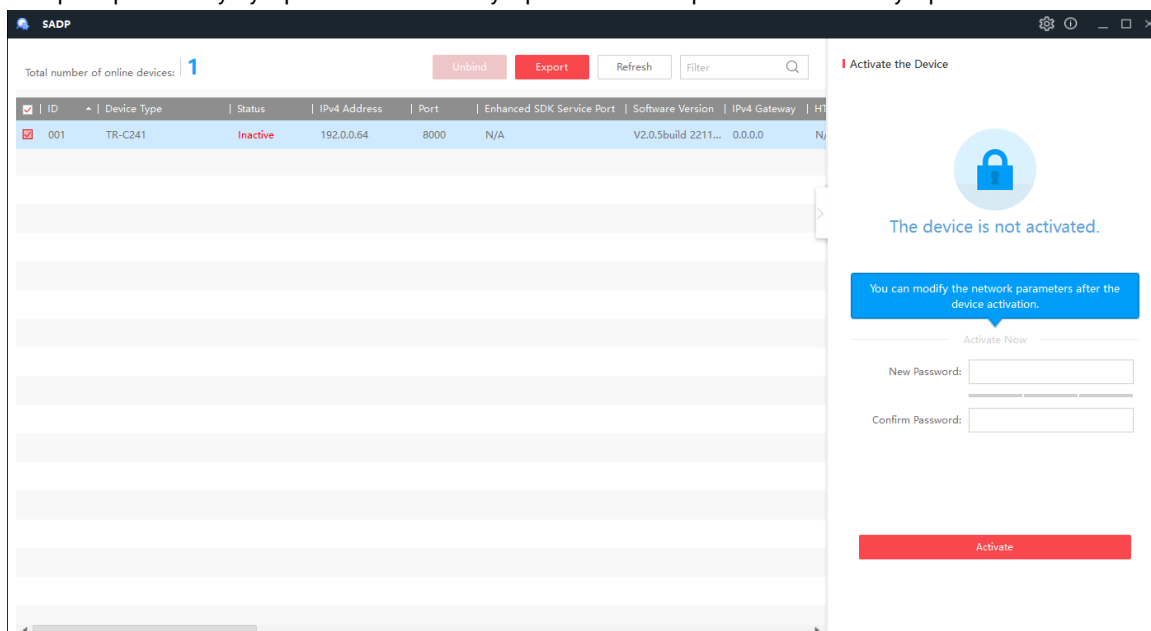 SADP
Total number of online devices: 1
Unbind
Export
Refresh
Filter
ID
Device Type
Status
IPv4 Address
Port
Enhanced SDK Service Port
Software Version
IPv4 Gateway
HT
001
TR-C241
Inactive
192.0.0.64
8000
N/A
V2.0.5build 2211...
0.0.0.0
Activate the Device
The device is not activated.
You can modify the network parameters after the
device activation.
Activate Now
New Password:
Confirm Password:
Activate